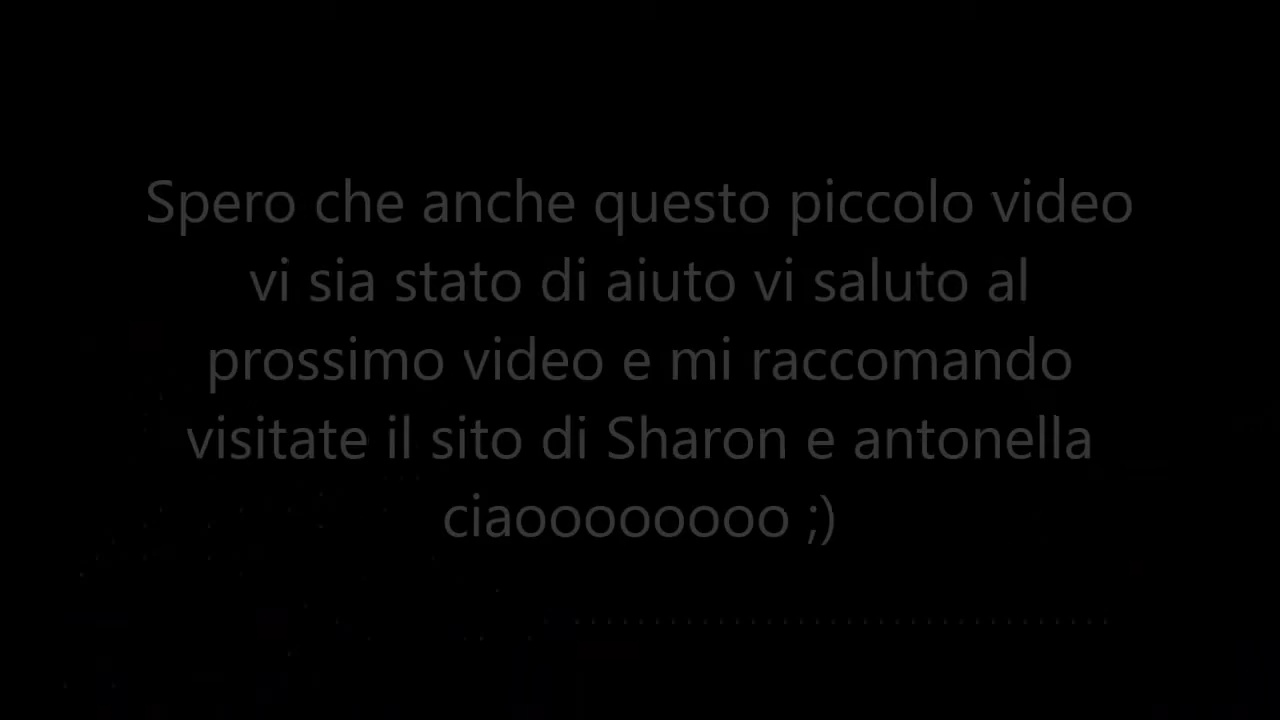 Spero che anche questo piccolo video
vi sia stato di aiuto vi saluto al
prossimo video e mi raccomando
visitate il sito di Sharon e antonella
ciaoooooooo ;)